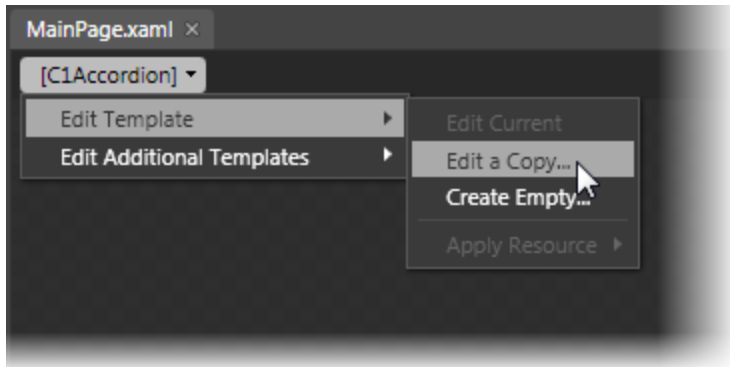 MainPage.xaml ×
[C1Accordion]
Edit Template
Edit Additional Templates
Edit Current
Edit a Copy...
Create Empty...
Apply Resource